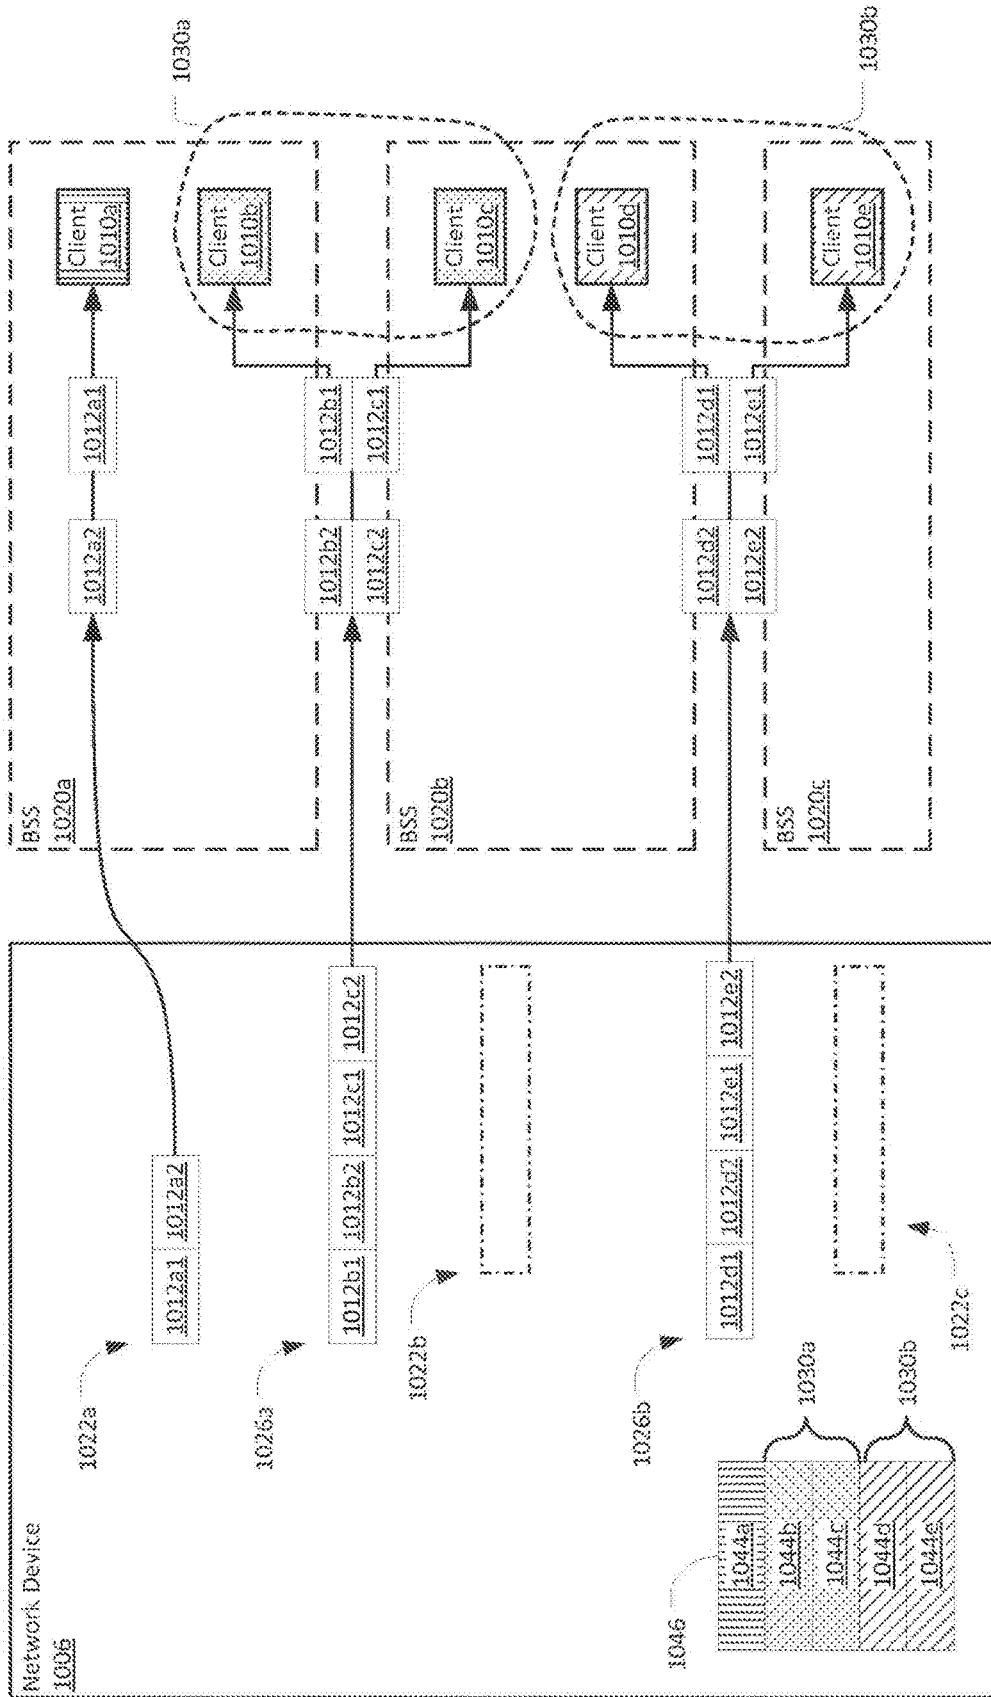 Network Device
1006
1022a
1012a1 1012a2
1026a
1012b1 1012b2 1012c1 1012c2
1022b
1026b
1012d1 1012d2 1012e1 1012e2
1022c
1046
1044a
1044b
1044c
1044d
1044e
1030a
1030b
BSS
1020a
1012a2 1012a1
Client
1010a
Client
1010b
1030a
1012b2 1012b1
1012c2 1012c1
BSS
1020b
Client
1010c
Client
1010d
1012d2 1012d1
1012e2 1012e1
BSS
1020c
Client
1010e
1030b